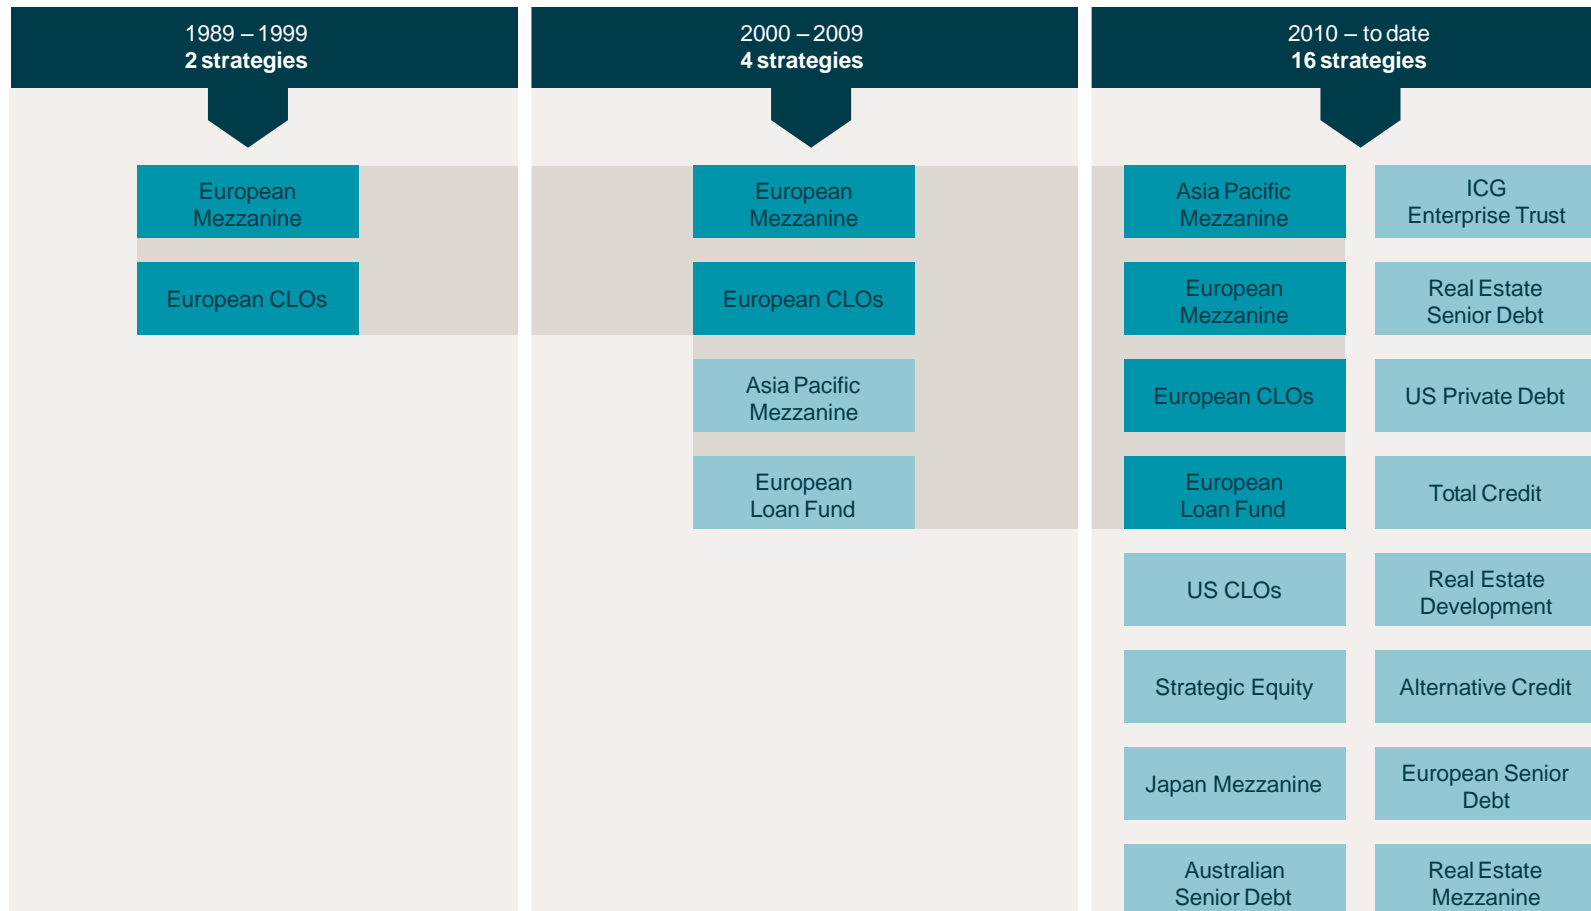 1989 – 1999
2 strategies
European
Mezzanine
European CLOs
2000 – 2009
4 strategies
European
Mezzanine
European CLOs
Asia Pacific
Mezzanine
European
Loan Fund
2010 – to date
16 strategies
Asia Pacific
Mezzanine
European
Mezzanine
European CLOs
European
Loan Fund
US CLOs
Strategic Equity
Japan Mezzanine
Australian
Senior Debt
ICG
Enterprise Trust
Real Estate
Senior Debt
US Private Debt
Total Credit
Real Estate
Development
Alternative Credit
European Senior
Debt
Real Estate
Mezzanine